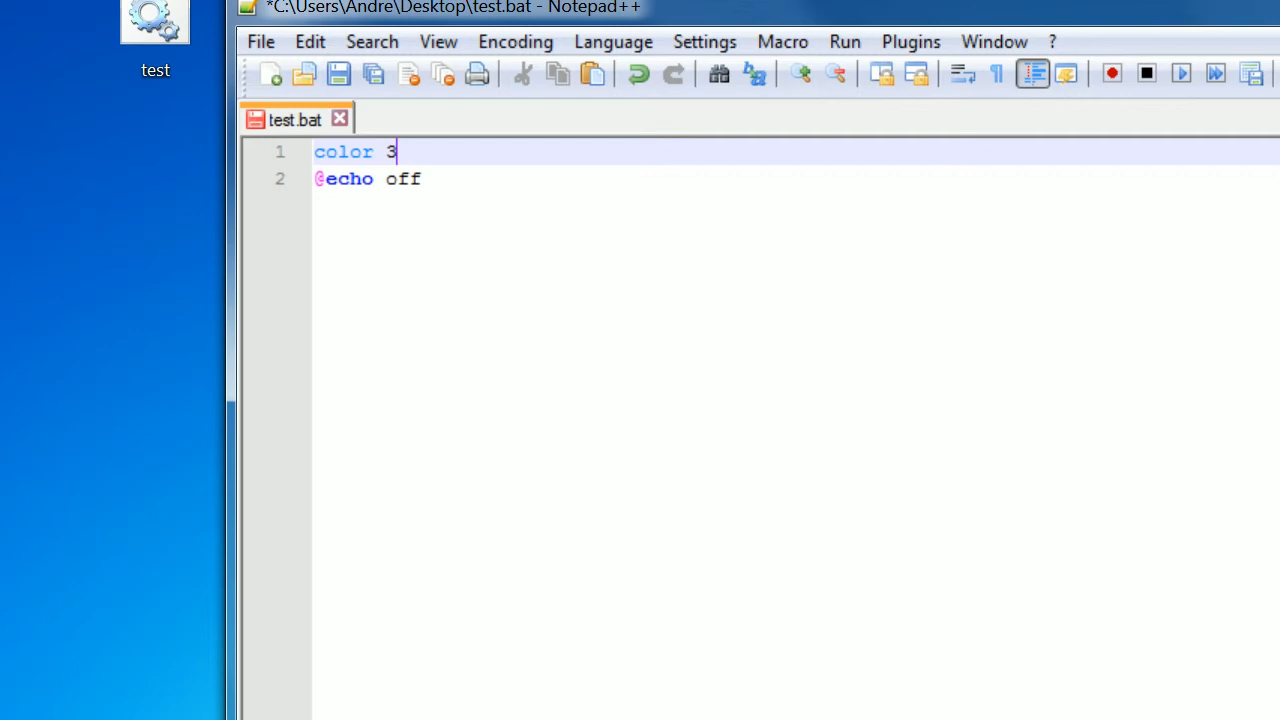 *C:\Users\Andre\Desktop\test.bat - Notepad++
test
File Edit Search View Encoding Language Settings Macro Run Plugins Window ?
test.bat
1 color 3
2 @echo off